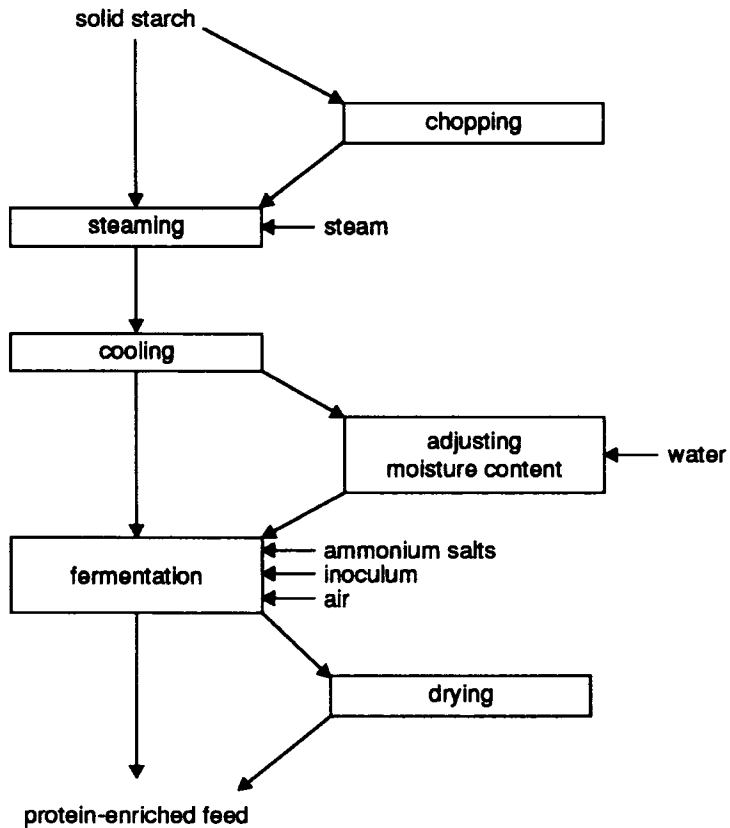 solid starch
chopping
steaming
steam
cooling
adjusting
moisture content
water
ammonium salts
fermentation
inoculum
air
drying
protein-enriched feed